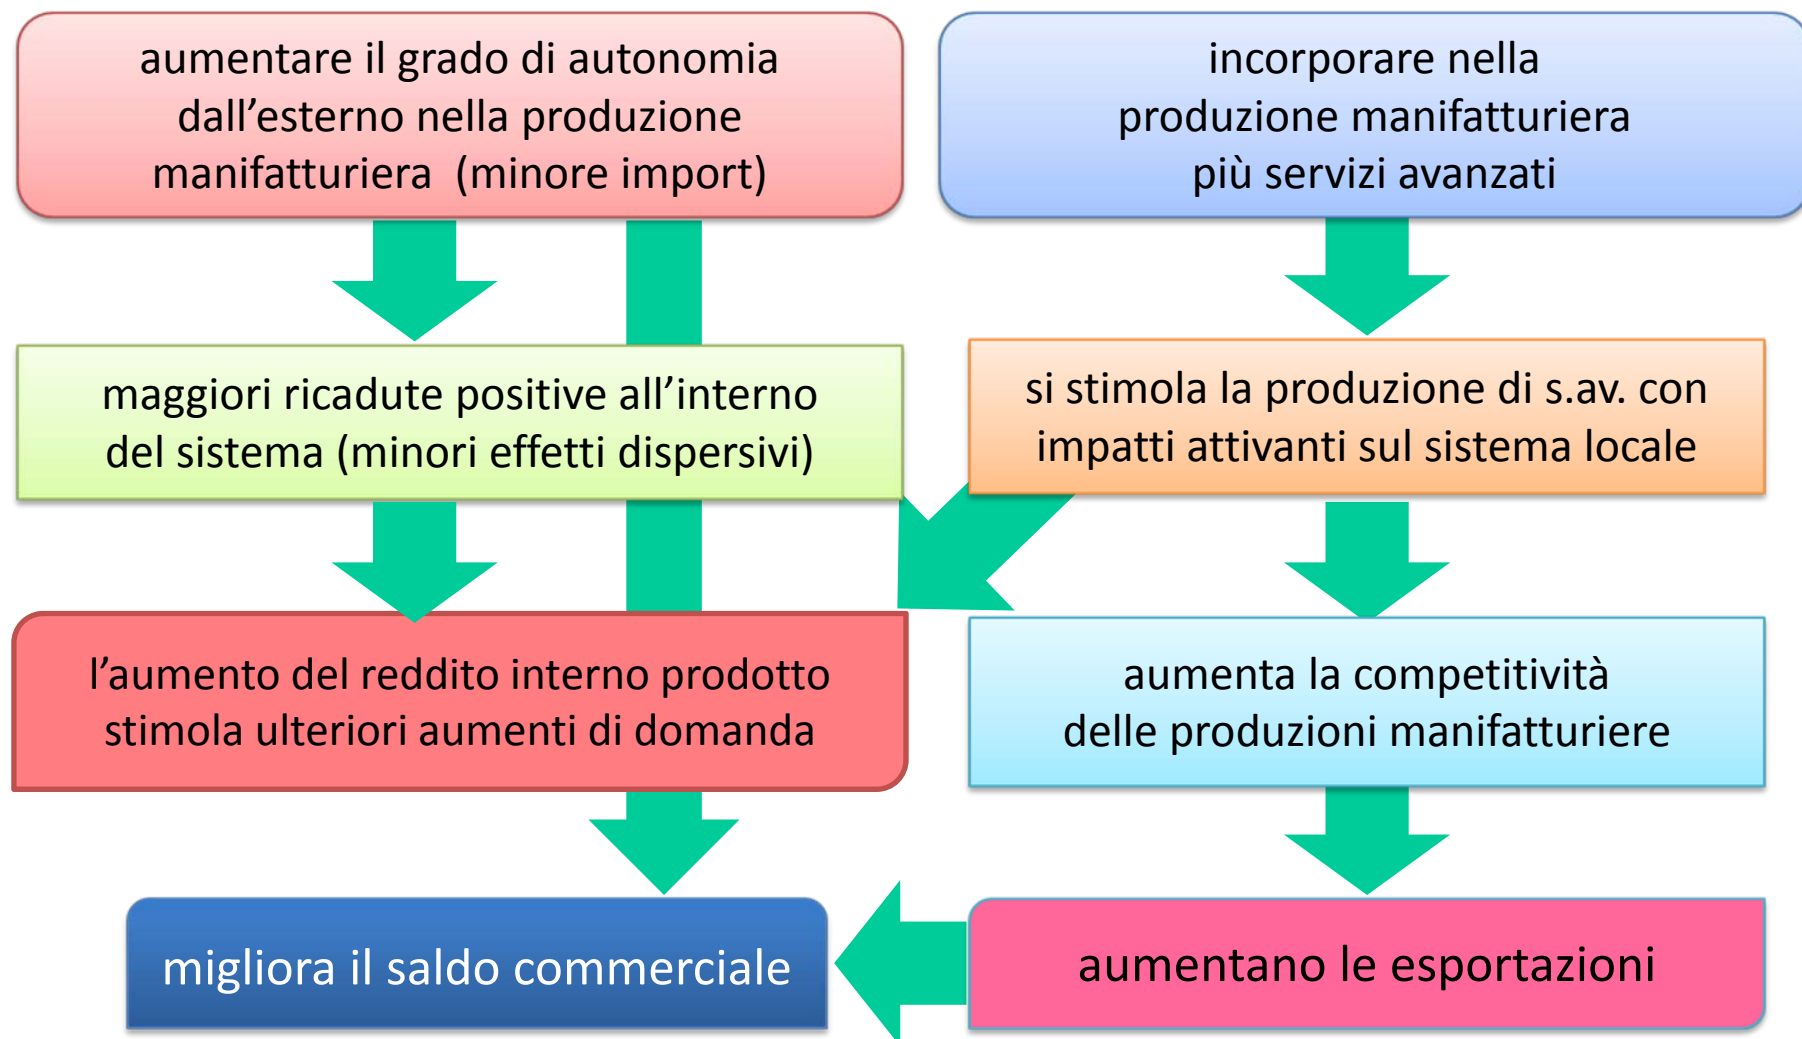 aumentare il grado di autonomia
dall’esterno nella produzione
manifatturiera  (minore import)
incorporare nella
produzione manifatturiera
più servizi avanzati
maggiori ricadute positive all’interno
del sistema (minori effetti dispersivi)
si stimola la produzione di s.av. con
impatti attivanti sul sistema locale
l’aumento del reddito interno prodotto
stimola ulteriori aumenti di domanda
aumenta la competitività
delle produzioni manifatturiere
migliora il saldo commerciale
aumentano le esportazioni